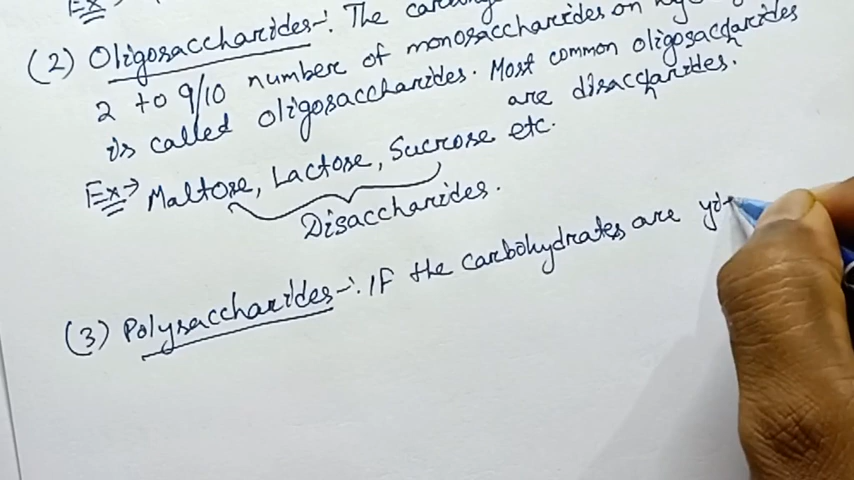 Ex
(2) Oligosaccharides-: The
2 to 9/10 number of monosaccharides on
is called oligosaccharides. Most common oligosaccharides
are disaccharides.
Ex→ Maltose, Lactose, Sucrose etc.
Disaccharides.
(3) Polysaccharides-: If the carbohydrates are